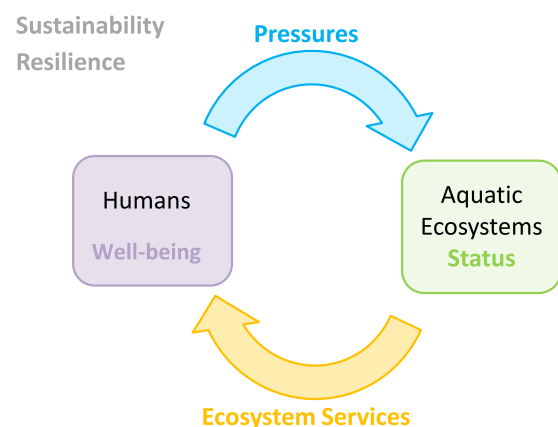 Sustainability
Resilience
Pressures
Humans
Well-being
Aquatic
Ecosystems
Status
Ecosystem Services